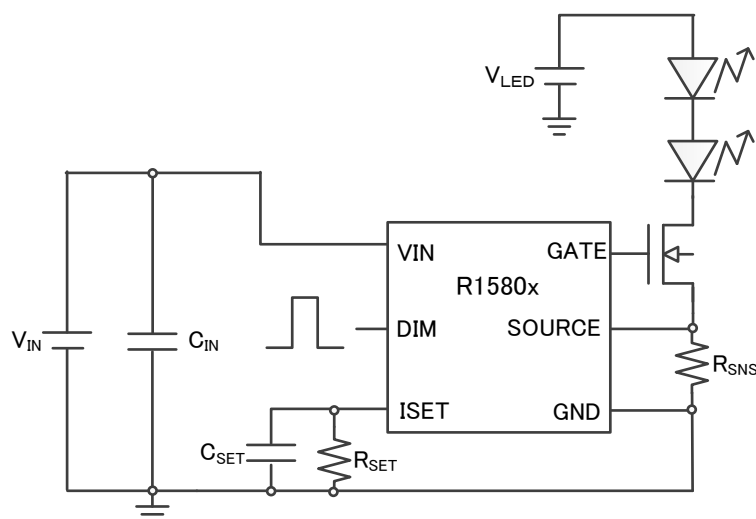 VLED
VIN
GATE
R1580x
DIM
SOURCE
VIN
CIN
RSNS
ISET
GND
CSET
RSET